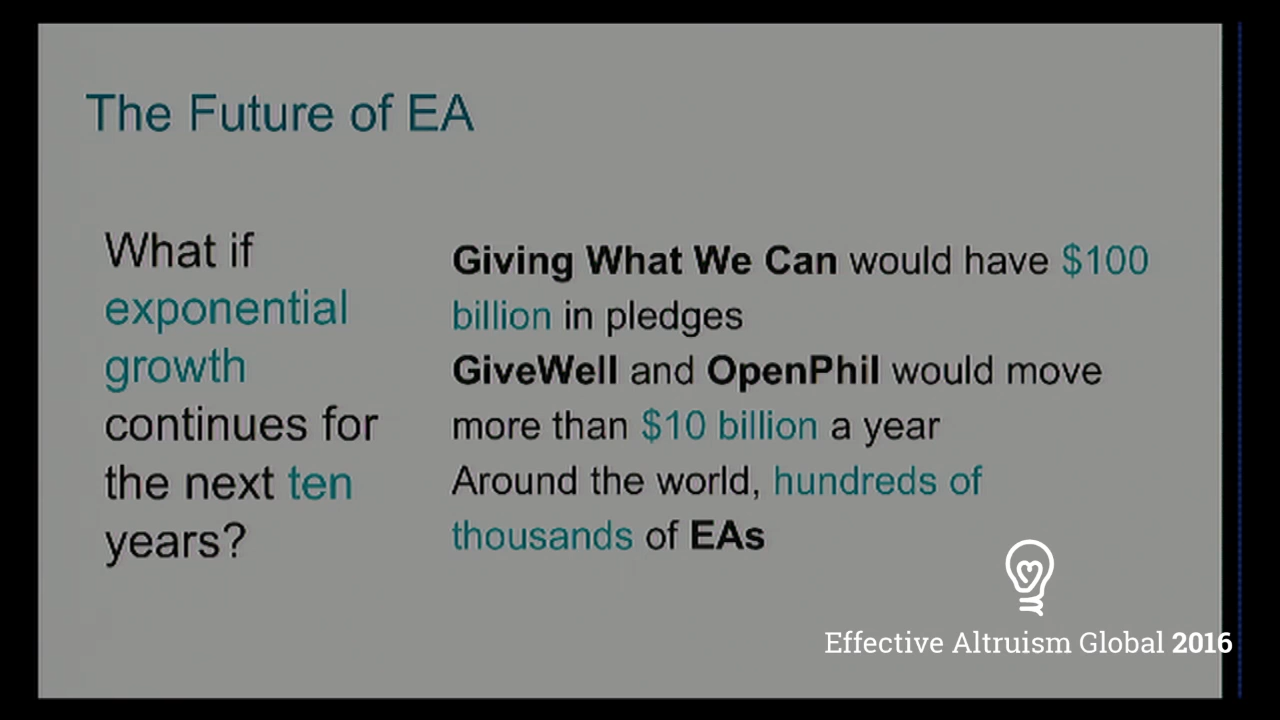 The Future of EA
What if
exponential
growth
continues for
the next ten
years?
Giving What We Can would have $100
billion in pledges
GiveWell and OpenPhil would move
more than $10 billion a year
Around the world, hundreds of
thousands of EAs
Effective Altruism Global 2016